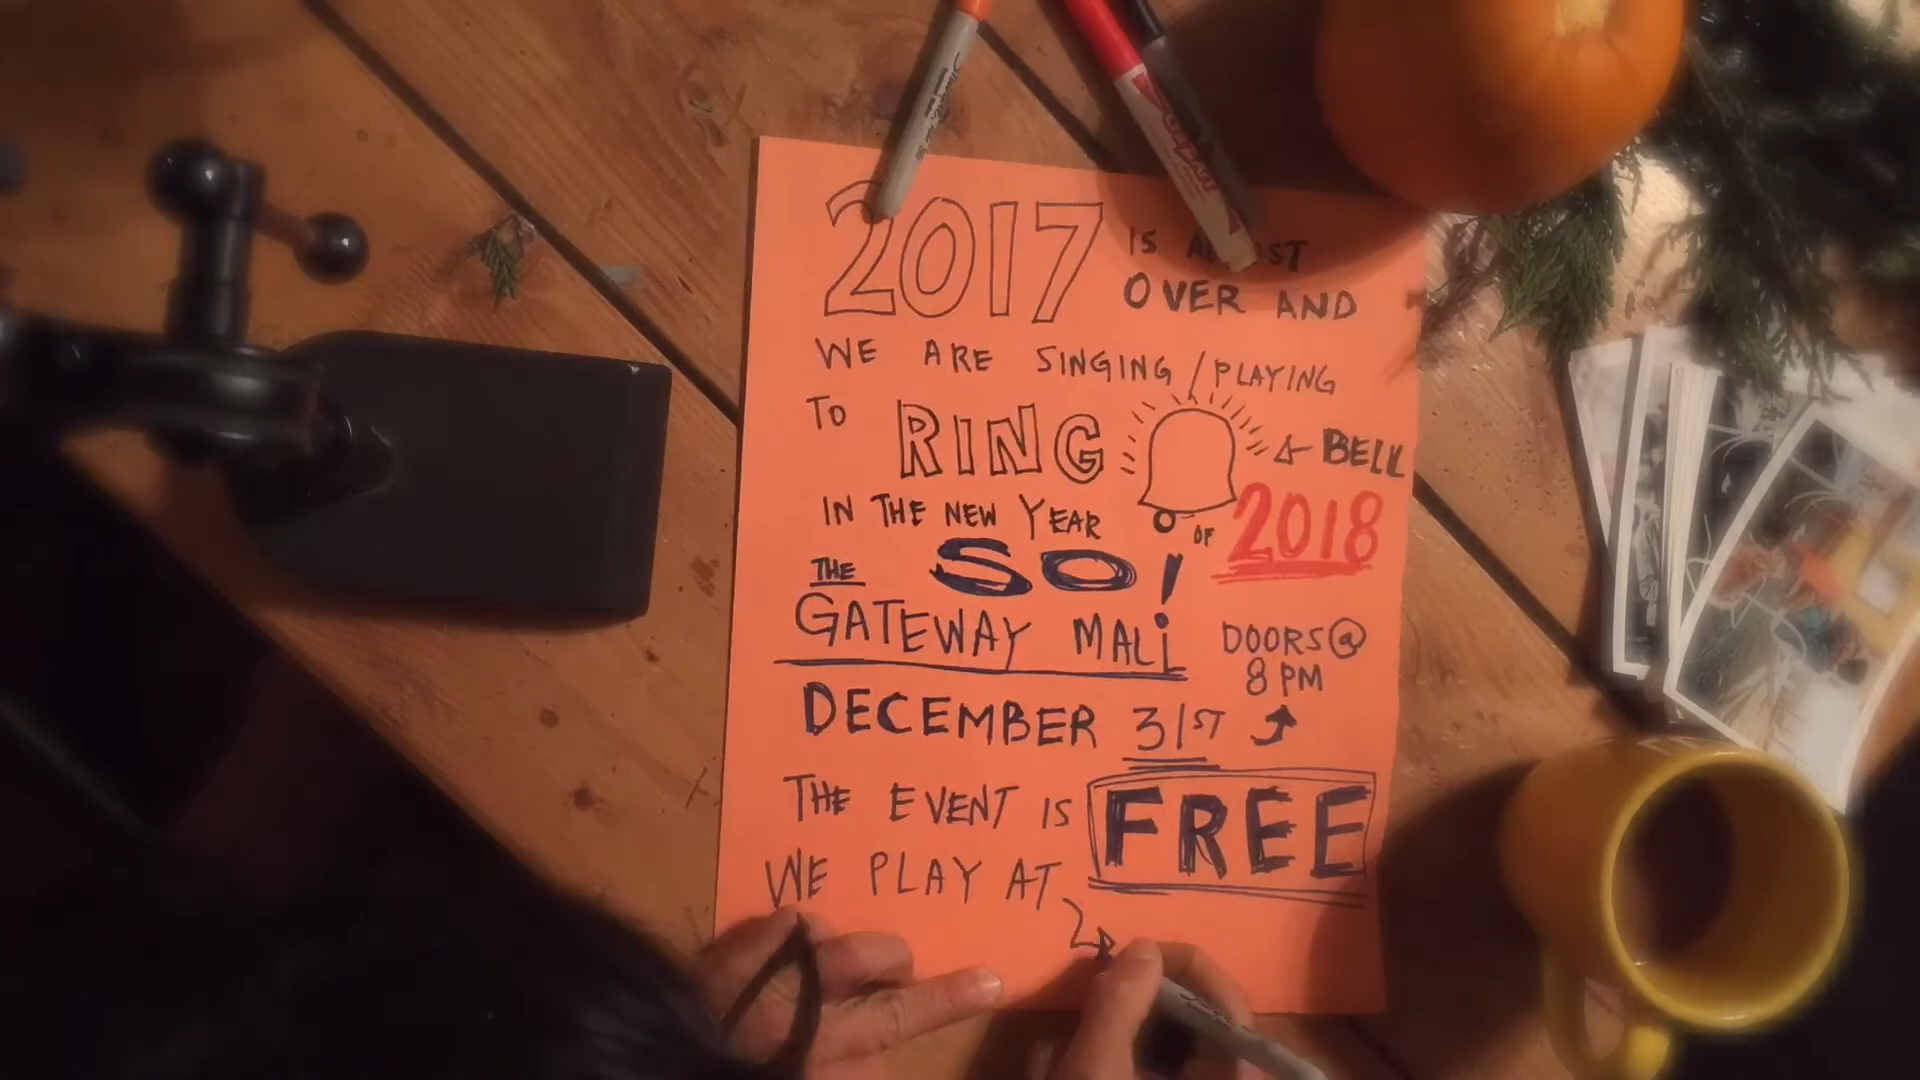 2017 IS
OVER AND
WE ARE SINGING / PLAYING
TO RING BELL
IN THE NEW YEAR OF 2018
SO!
THE
GATEWAY MALL
DOORS @
8 PM
DECEMBER 31ST
THE EVENT IS FREE
WE PLAY AT